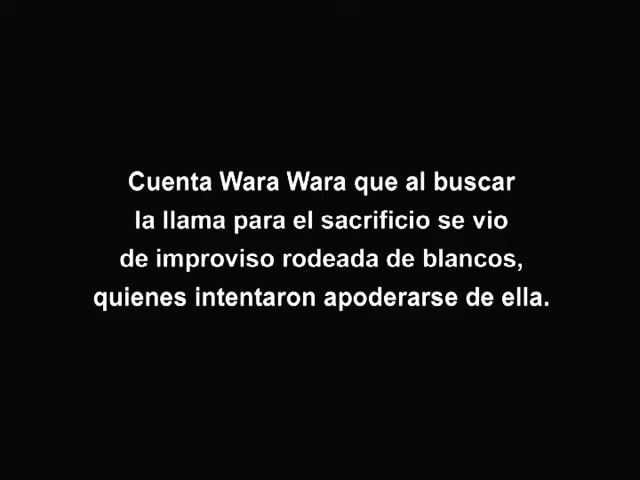 Cuenta Wara Wara que al buscar
la llama para el sacrificio se vio
de improviso rodeada de blancos,
quienes intentaron apoderarse de ella.